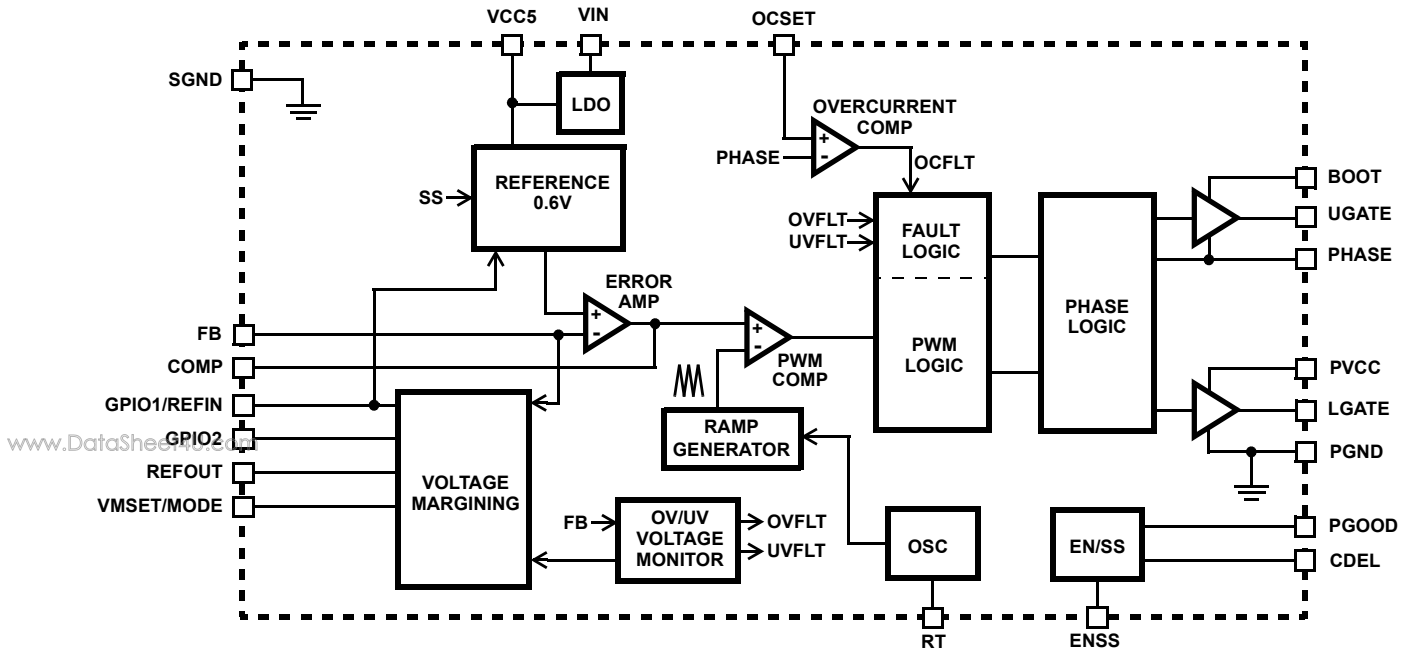 VCC5
VIN
OCSET
SGND
LDO
OVERCURRENT
COMP
+
-
PHASE
OCFLT
REFERENCE
0.6V
SS
BOOT
UGATE
PHASE
OVFLT
UVFLT
FAULT
LOGIC
PWM
LOGIC
PHASE
LOGIC
ERROR
AMP
+
-
+
-
PWM
COMP
FB
COMP
GPIO1/REFIN
GPIO2
REFOUT
VMSET/MODE
www.DataSheet4U.com
VOLTAGE
MARGINING
RAMP
GENERATOR
PVCC
LGATE
PGND
FB
OV/UV
VOLTAGE
MONITOR
OVFLT
UVFLT
OSC
EN/SS
PGOOD
CDEL
RT
ENSS